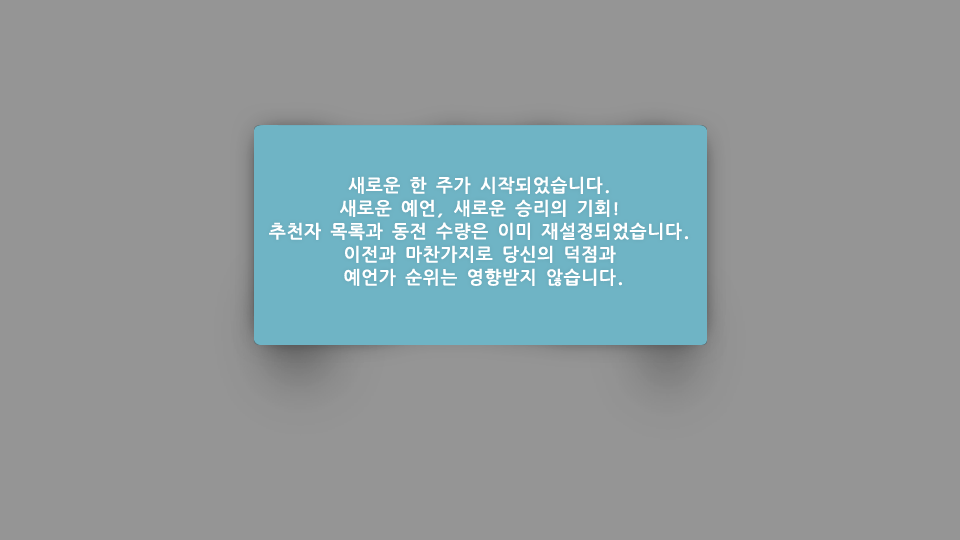 새로운 한 주가 시작되었습니다.
새로운 예언, 새로운 승리의 기회!
추천자 목록과 동전 수량은 이미 재설정되었습니다.
이전과 마찬가지로 당신의 덕점과
예언가 순위는 영향받지 않습니다.